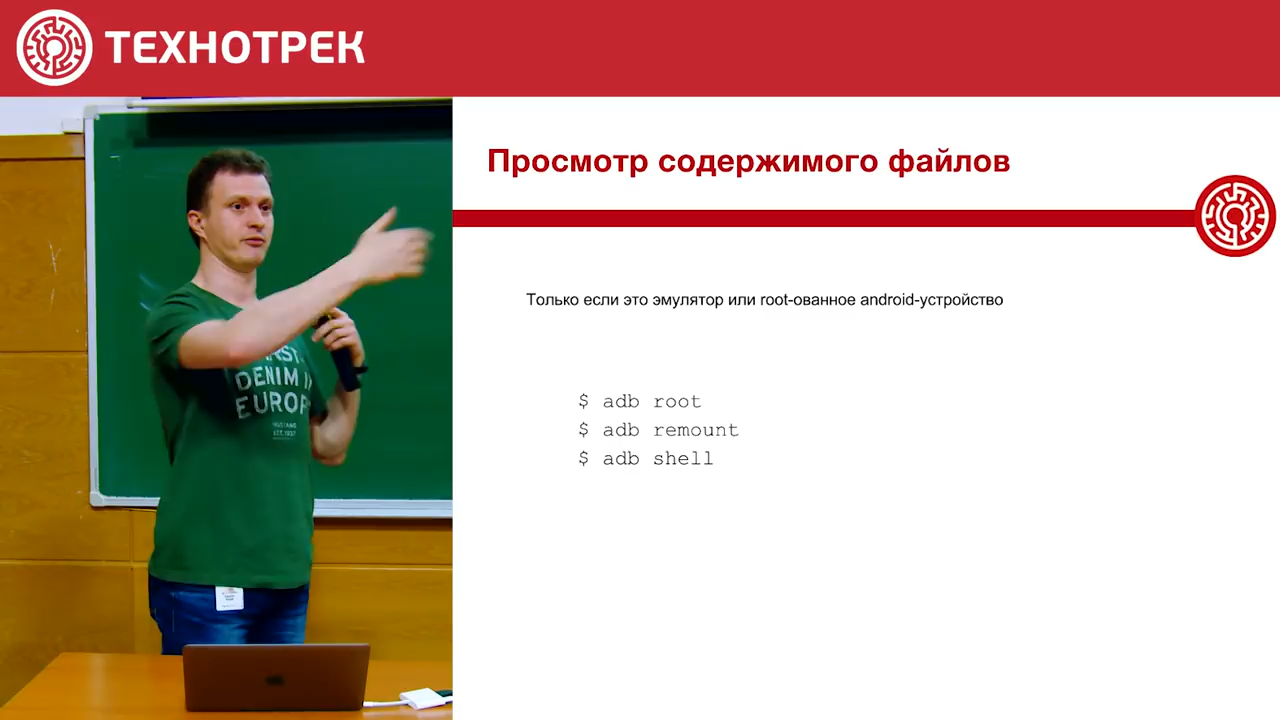 ТЕХНОТРЕК
Просмотр содержимого файлов
Только если это эмулятор или root-ованное android-устройство
$ adb root
$ adb remount
$ adb shell
DENIM
EUROP
MUSTANG